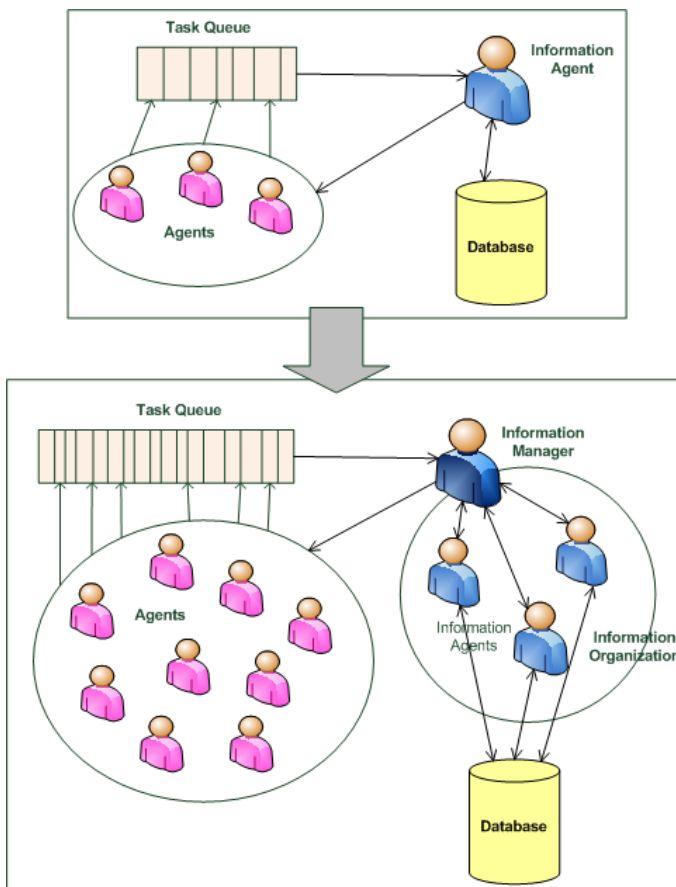 Task Queue
Information
Agent
Agents
Database
Task Queue
Information
Manager
Agents
Information
Agents
Information
Organization
Database